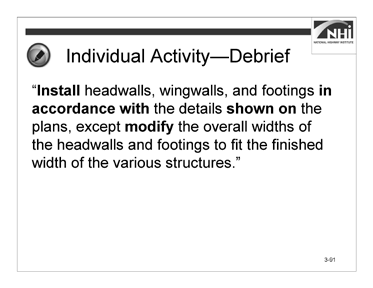 NHI
NATIONAL HIGHWAY INSTITUTE
Individual Activity—Debrief
“Install headwalls, wingwalls, and footings in
accordance with the details shown on the
plans, except modify the overall widths of
the headwalls and footings to fit the finished
width of the various structures.”
3-91